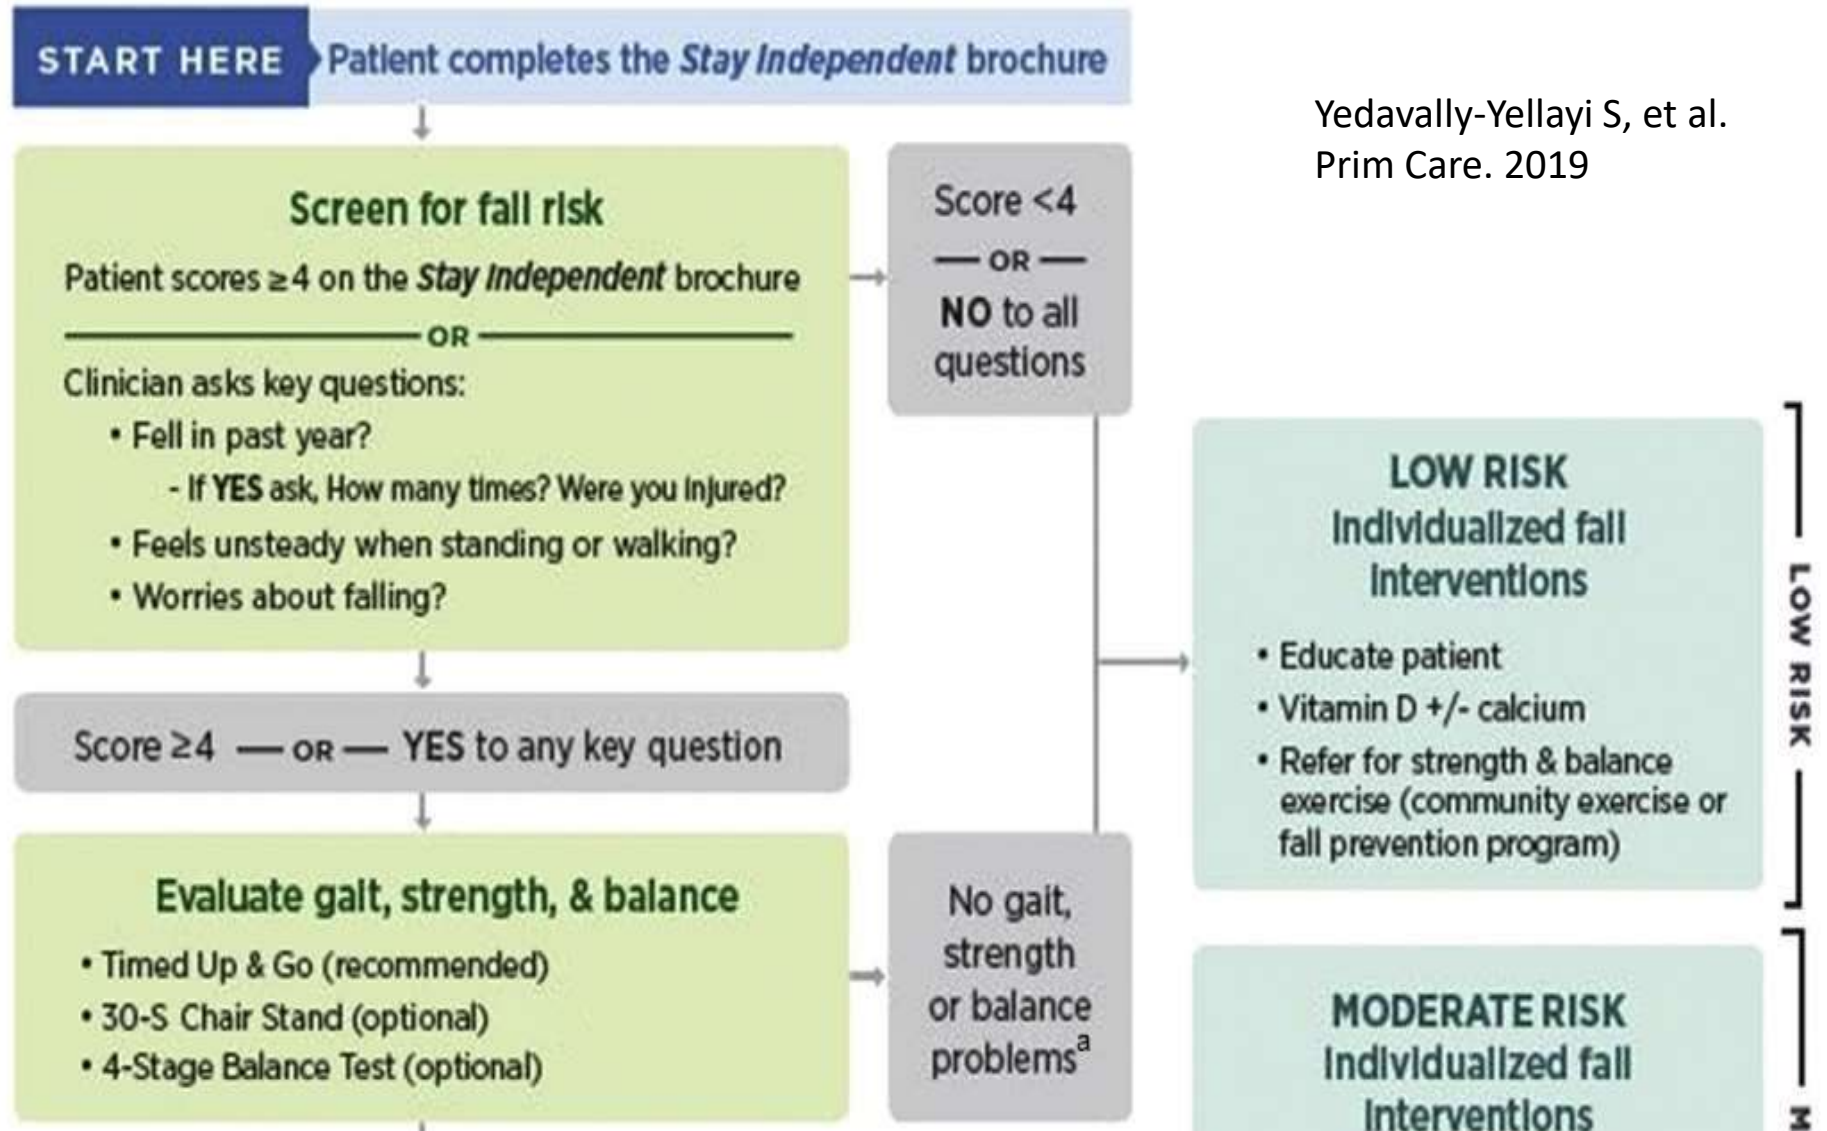 START HERE Patient completes the Stay Independent brochure
Yedavally-Yellayi S, et al.
Prim Care. 2019
Screen for fall risk
Patient scores ≥4 on the Stay Independent brochure
OR
Clinician asks key questions:
• Fell in past year?
- If YES ask, How many times? Were you injured?
• Feels unsteady when standing or walking?
• Worries about falling?
Score <4
OR
NO to all
questions
Score ≥4 — OR — YES to any key question
Evaluate gait, strength, & balance
• Timed Up & Go (recommended)
• 30-S Chair Stand (optional)
• 4-Stage Balance Test (optional)
No gait,
strength
or balance
problemsᵃ
LOW RISK
Individualized fall
interventions
• Educate patient
• Vitamin D +/- calcium
• Refer for strength & balance
exercise (community exercise or
fall prevention program)
LOW RISK
MODERATE RISK
Individualized fall
interventions
M